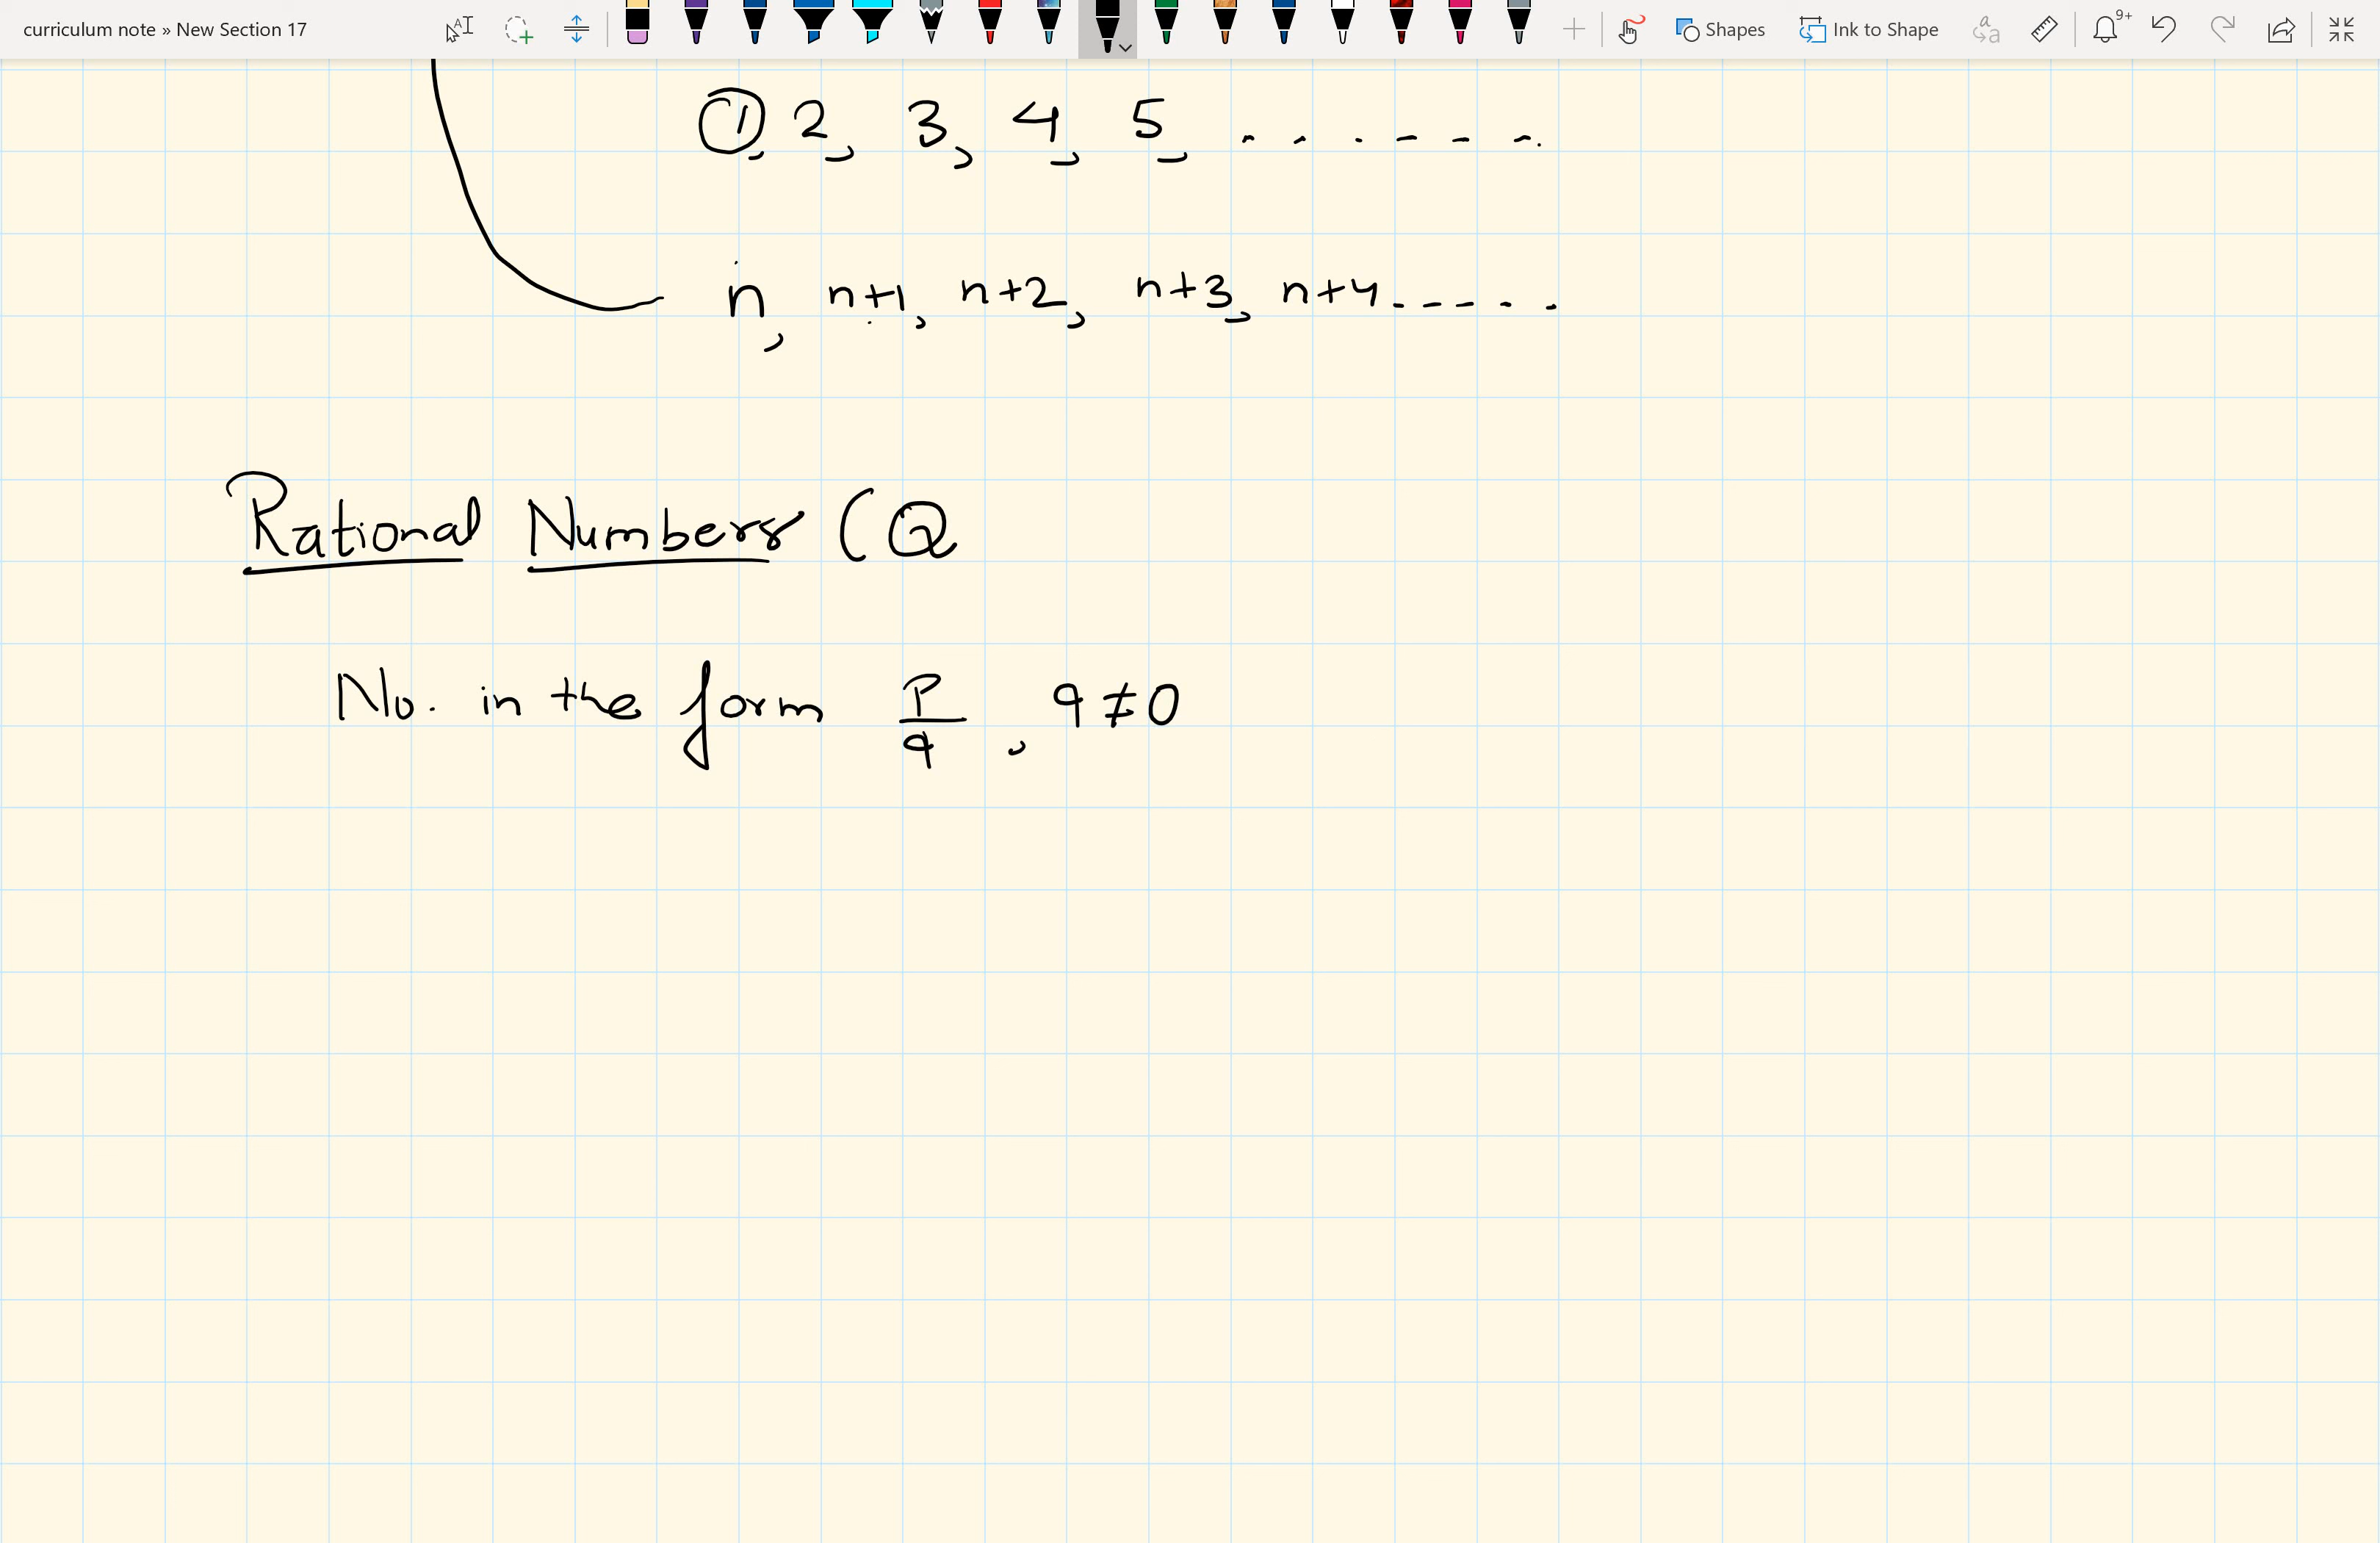 curriculum note » New Section 17 Shapes Ink to Shape 9+
①, 2, 3, 4, 5, . . . - - - .
n, n+1, n+2, n+3, n+4 - - - - - .
Rational Numbers (Q
No. in the form P/q , q≠0